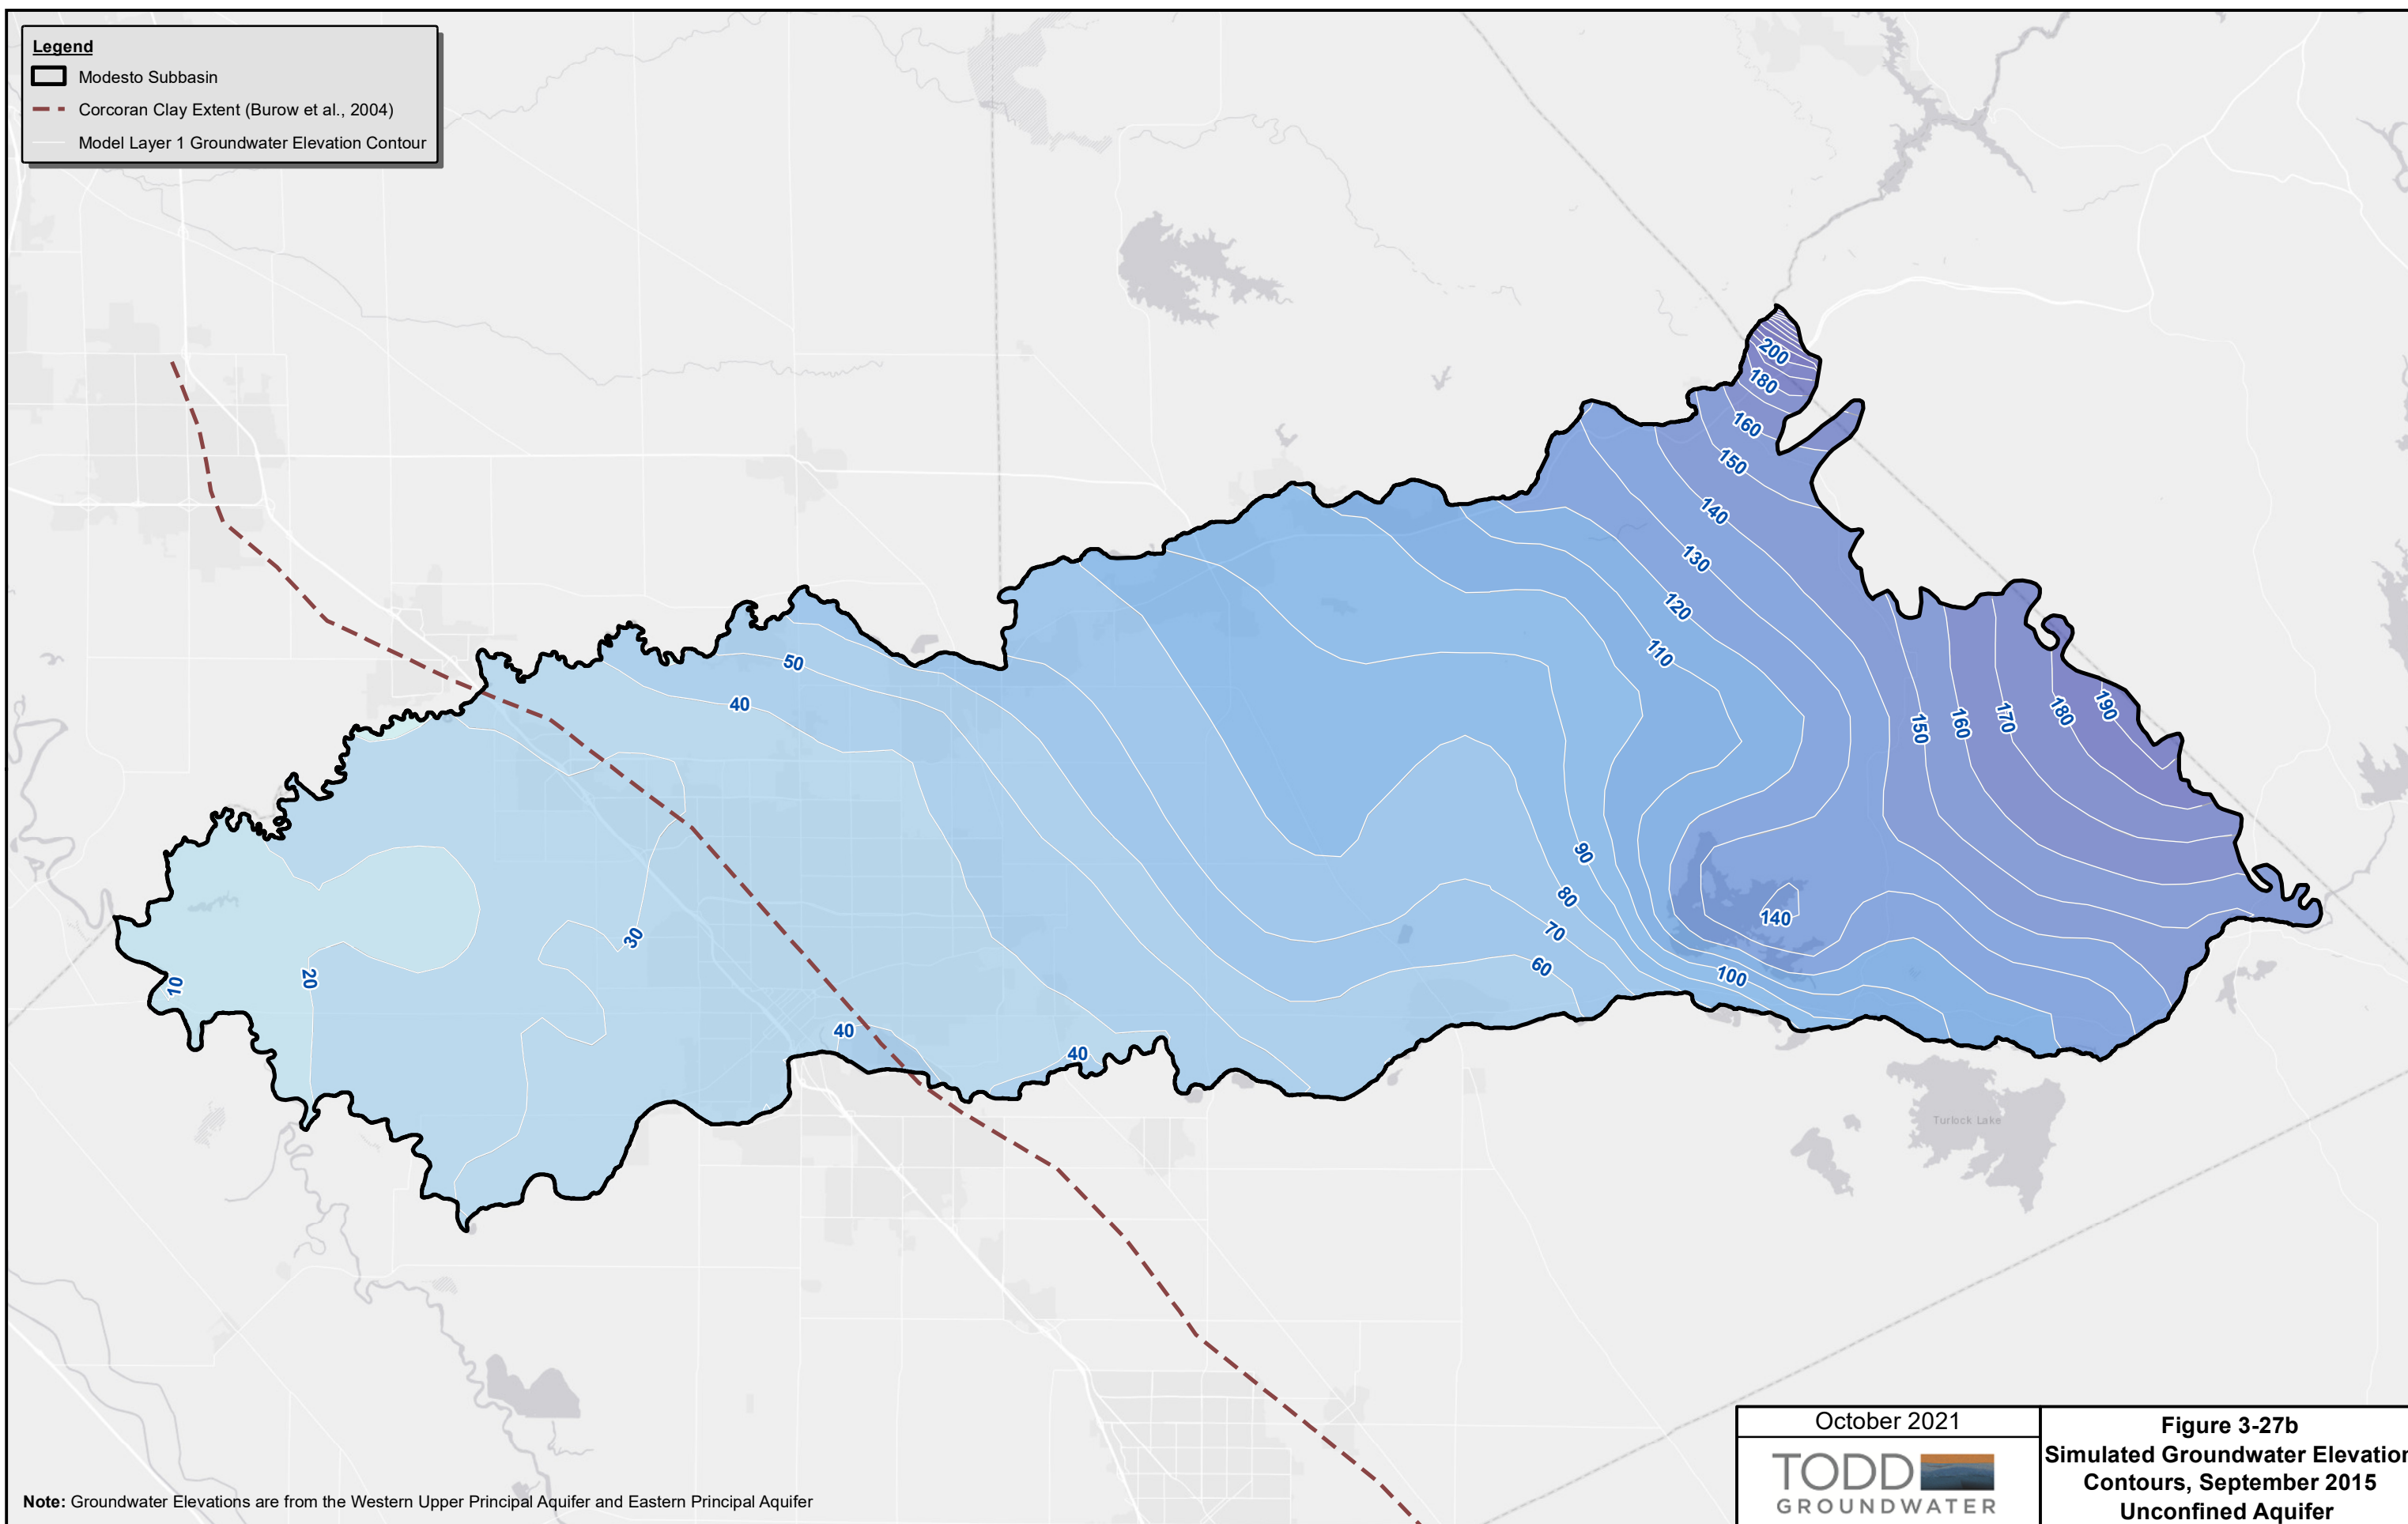 Legend
Modesto Subbasin
Corcoran Clay Extent (Burow et al., 2004)
Model Layer 1 Groundwater Elevation Contour
200
180
160
150
140
130
120
110
50
40
150
160
170
180
190
90
80
70
60
140
100
30
20
10
40
40
Turlock Lake
Note: Groundwater Elevations are from the Western Upper Principal Aquifer and Eastern Principal Aquifer
October 2021
TODD
GROUNDWATER
Figure 3-27b
Simulated Groundwater Elevation
Contours, September 2015
Unconfined Aquifer